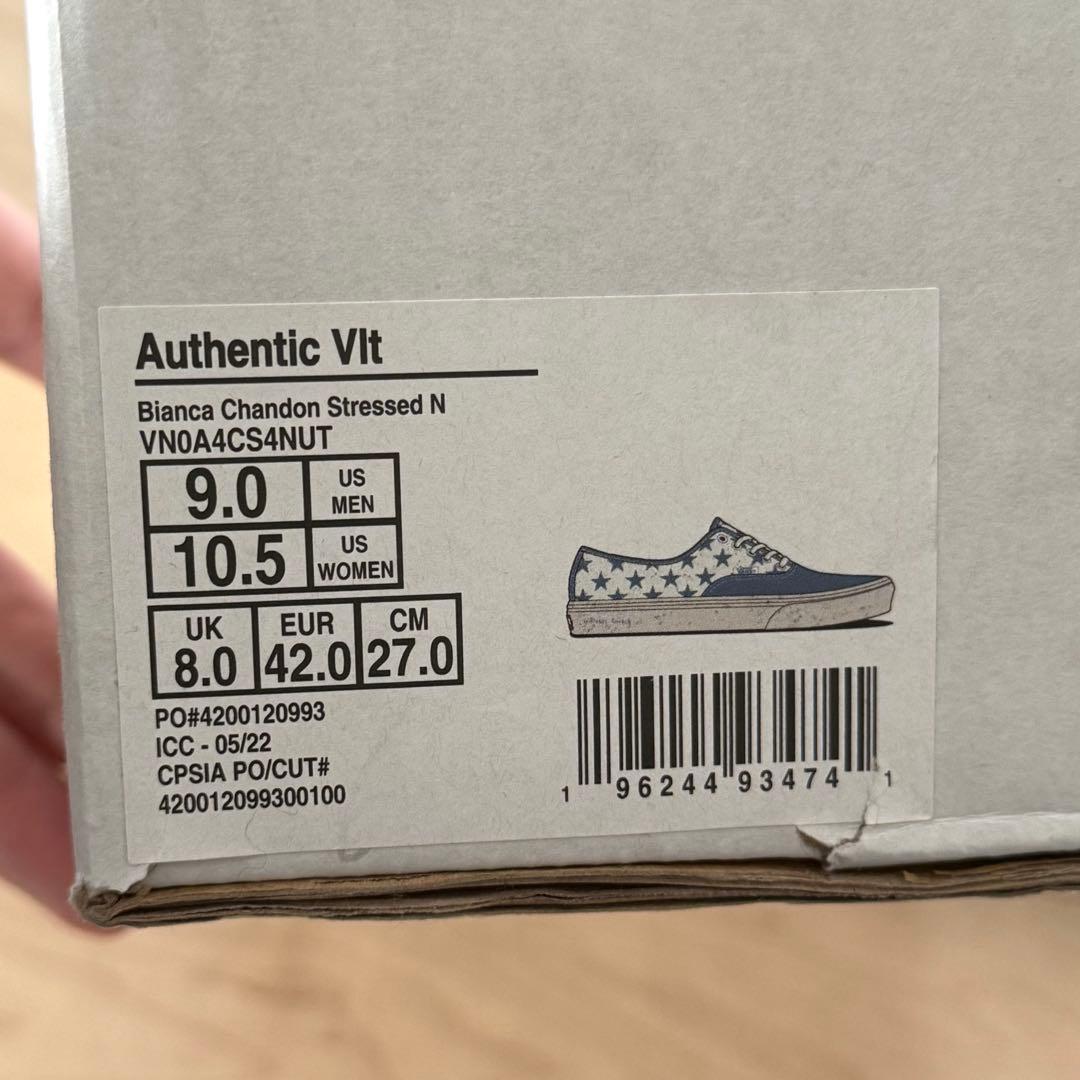 Authentic Vlt
Bianca Chandon Stressed N
VN0A4CS4NUT
9.0 US MEN
10.5 US WOMEN
UK EUR CM
8.0 42.0 27.0
PO#4200120993
ICC - 05/22
CPSIA PO/CUT#
420012099300100
1 96244 93474 1